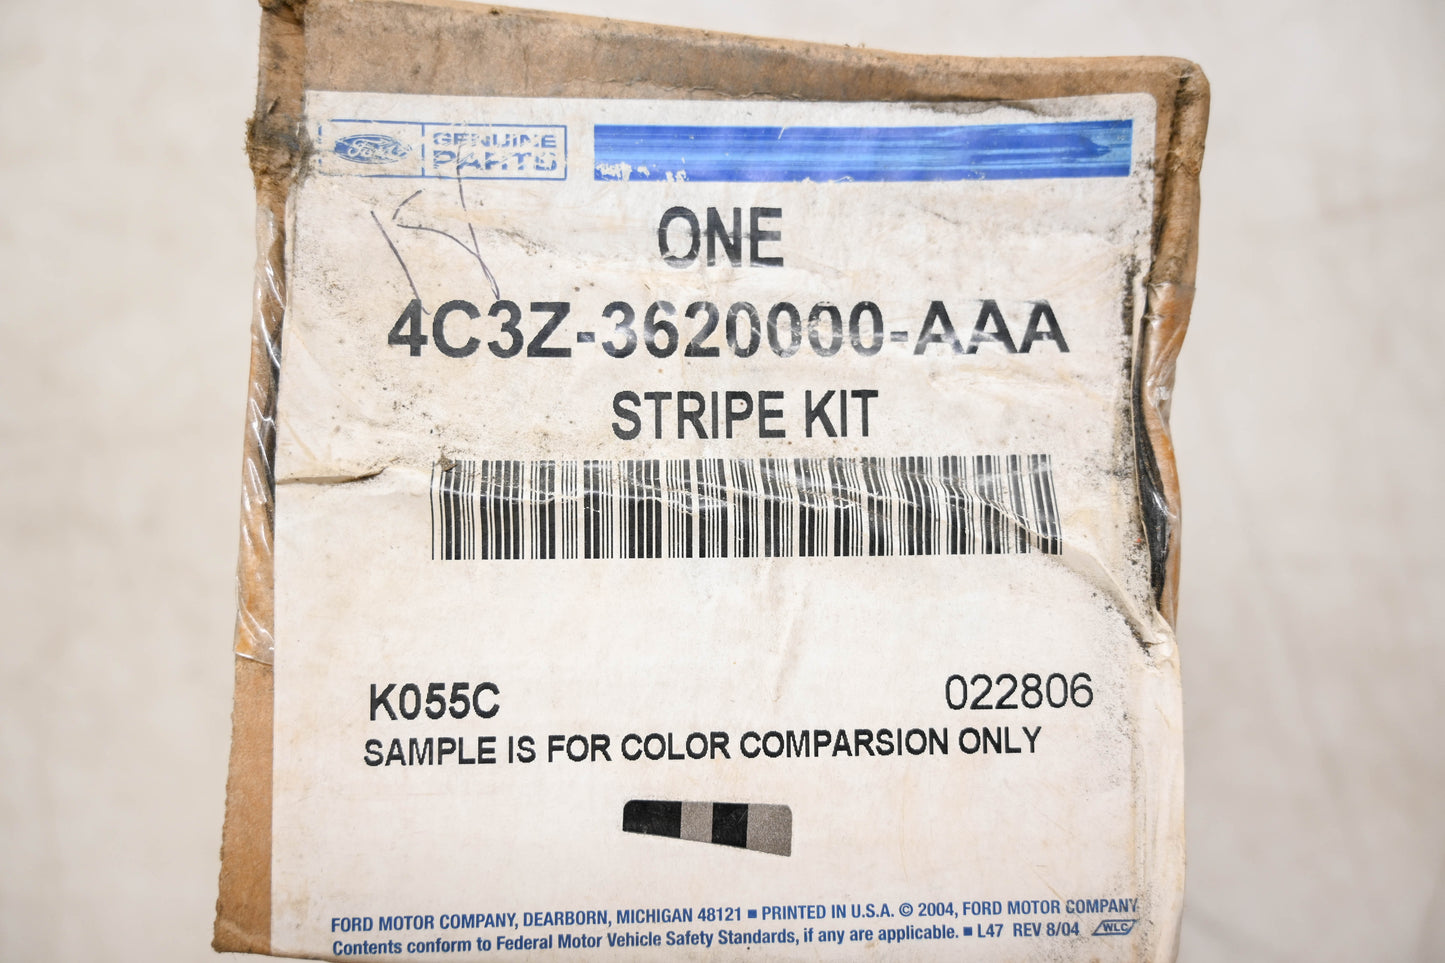 Ford GENUINE
PARTS
ONE
4C3Z-3620000-AAA
STRIPE KIT
K055C 022806
SAMPLE IS FOR COLOR COMPARSION ONLY
FORD MOTOR COMPANY, DEARBORN, MICHIGAN 48121 ■ PRINTED IN U.S.A. © 2004, FORD MOTOR COMPANY
Contents conform to Federal Motor Vehicle Safety Standards, if any are applicable. ■ L47 REV 8/04 WLC